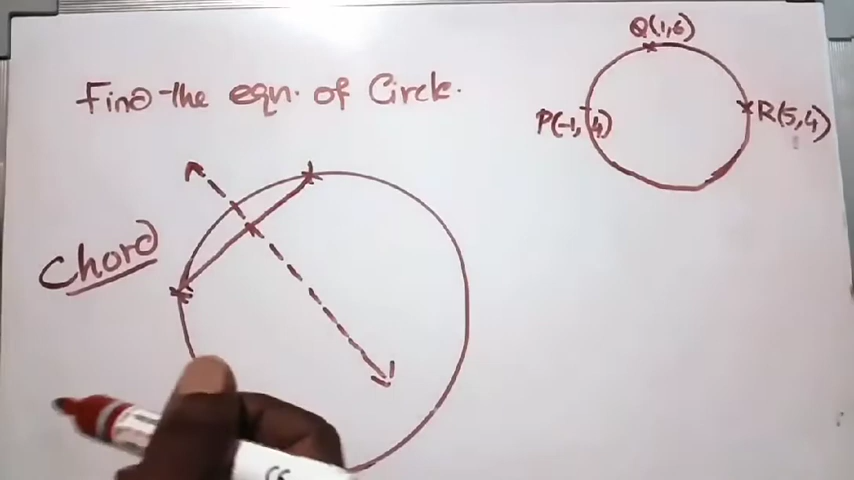 Find the eqn. of Circle.
Q(1,6)
P(-1, 4)
R(5,4)
Chord